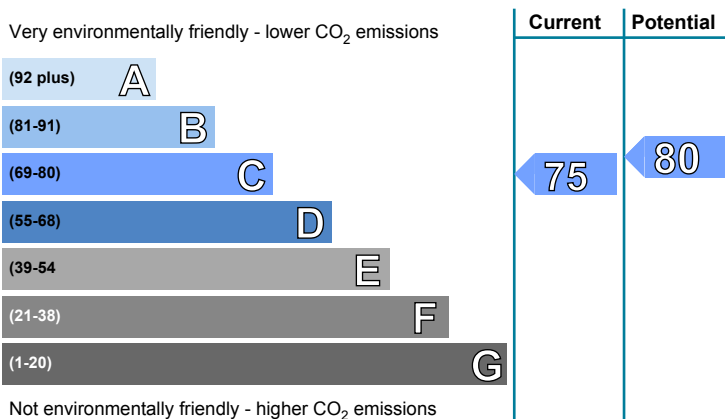 Very environmentally friendly - lower CO2 emissions
Current
Potential
(92 plus) A
(81-91) B
(69-80) C
75
80
(55-68) D
(39-54 E
(21-38) F
(1-20) G
Not environmentally friendly - higher CO2 emissions